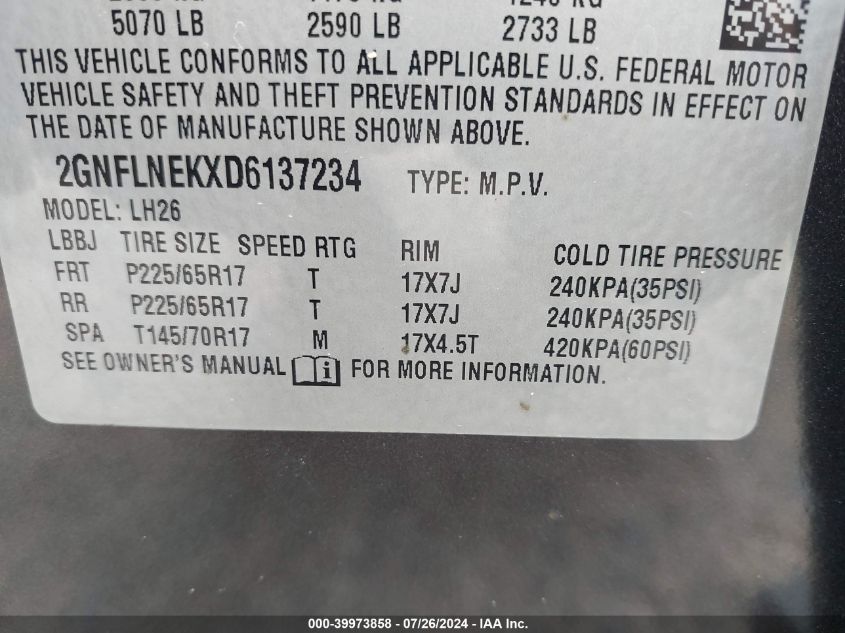 5070 LB 2590 LB 2733 LB
THIS VEHICLE CONFORMS TO ALL APPLICABLE U.S. FEDERAL MOTOR
VEHICLE SAFETY AND THEFT PREVENTION STANDARDS IN EFFECT ON
THE DATE OF MANUFACTURE SHOWN ABOVE.
2GNFLNEKXD6137234 TYPE: M.P.V.
MODEL: LH26
LBBJ TIRE SIZE SPEED RTG RIM COLD TIRE PRESSURE
FRT P225/65R17 T 17X7J 240KPA(35PSI)
RR P225/65R17 T 17X7J 240KPA(35PSI)
SPA T145/70R17 M 17X4.5T 420KPA(60PSI)
SEE OWNER'S MANUAL i FOR MORE INFORMATION.
000-39973858 - 07/26/2024 - IAA Inc.